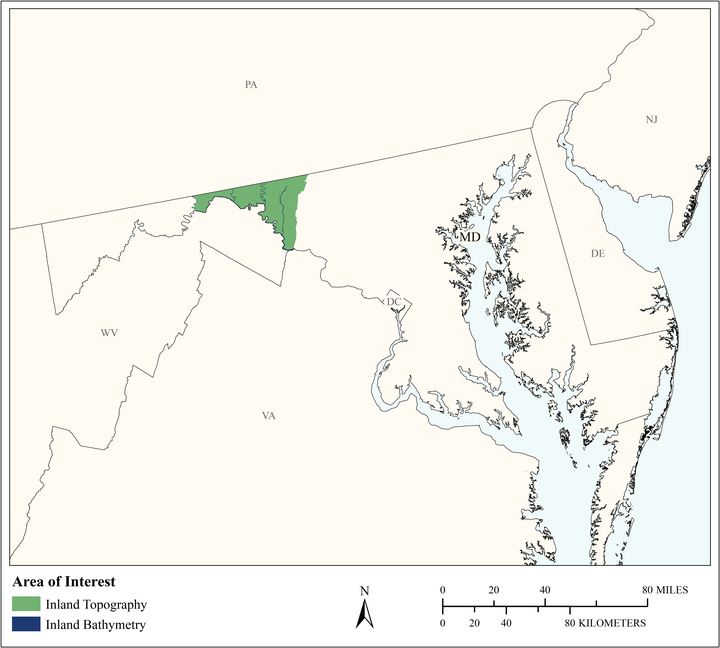 PA
NJ
MD
DE
DC
WV
VA
Area of Interest
Inland Topography
Inland Bathymetry
N
0 20 40 80 MILES
0 20 40 80 KILOMETERS